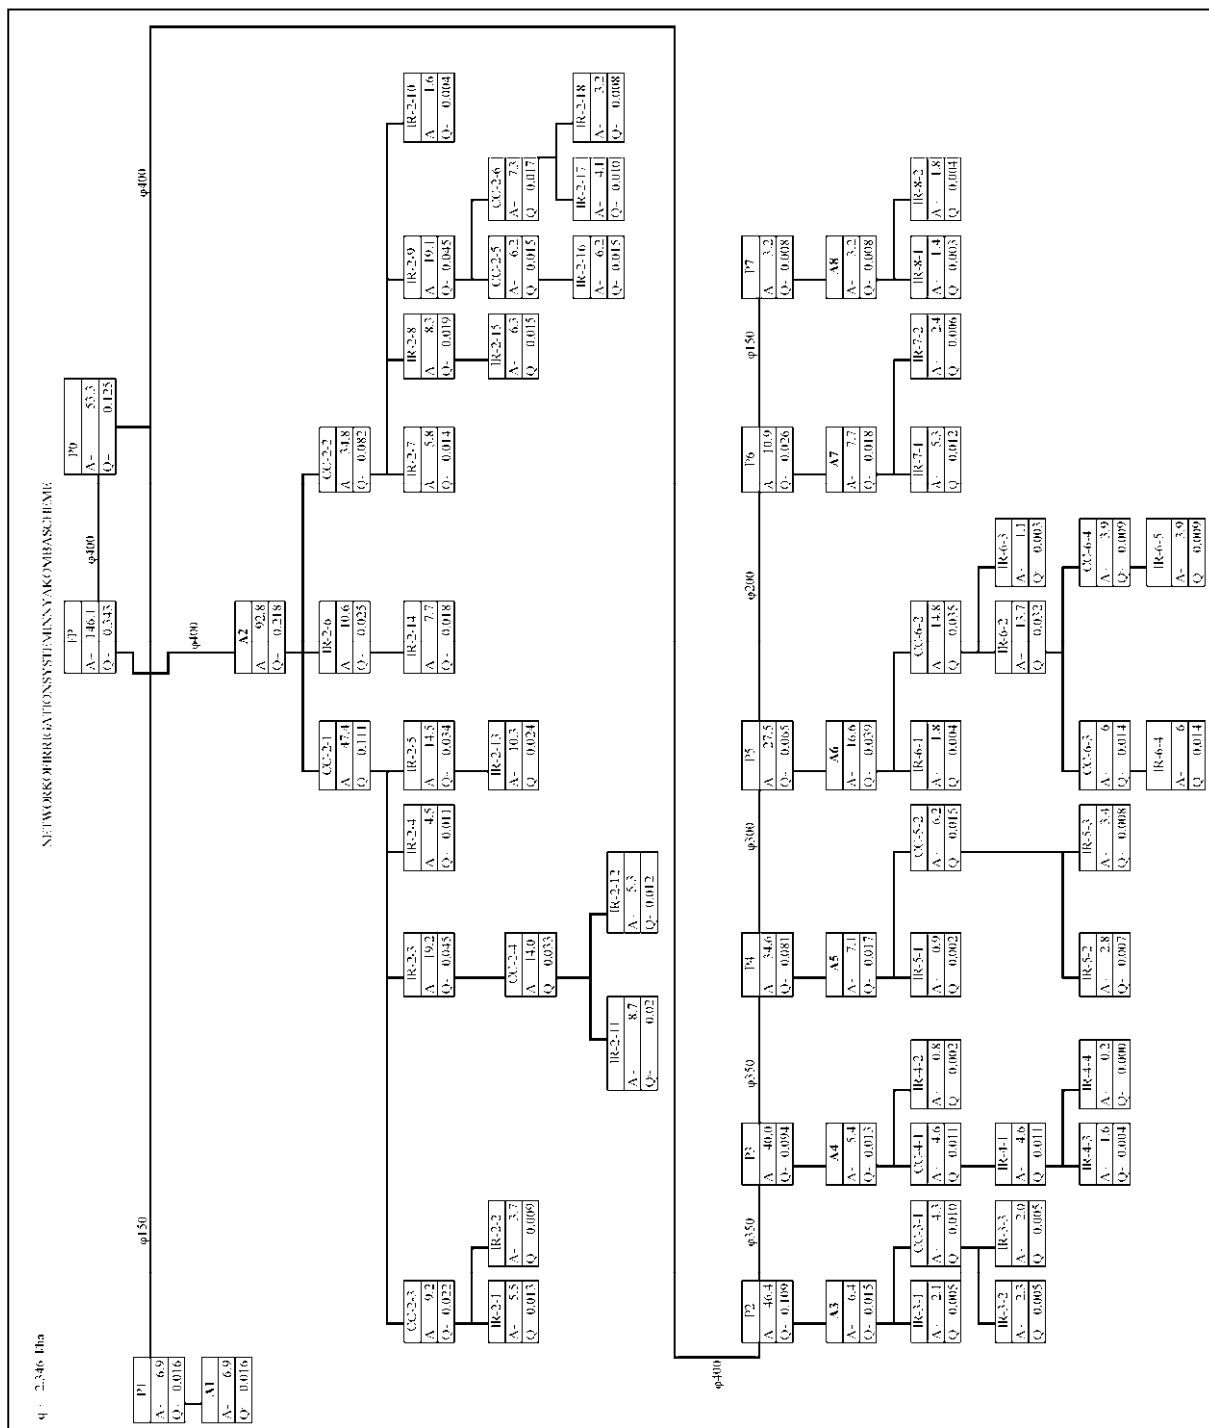 NETWORK OF IRRIGATION SYSTEM IN NYAKOMBA SCHEME
q = 2.346 l/ha
FP
A= 146.1
Q= 0.343
φ400
P0
A= 53.3
Q= 0.125
φ150
φ400
φ400
P1
A= 6.9
Q= 0.016
A1
A= 6.9
Q= 0.016
A2
A 92.8
Q= 0.218
CC-2-1
A 47.4
Q 0.111
IR-2-6
A 10.6
Q- 0.025
CC-2-2
A 34.8
Q 0.082
IR-2-14
A- 7.7
Q- 0.018
CC-2-3
A 9.2
Q- 0.022
IR-2-3
A 19.2
Q- 0.045
IR-2-4
A 4.5
Q- 0.011
IR-2-5
A 14.5
Q- 0.034
IR-2-7
A 5.8
Q- 0.014
IR-2-8
A 8.3
Q- 0.019
IR-2-9
A 19.1
Q- 0.045
IR-2-10
A 1.6
Q- 0.004
IR-2-1
A- 5.5
Q- 0.013
IR-2-2
A- 3.7
Q 0.009
CC-2-4
A 14.0
Q 0.033
IR-2-13
A- 10.3
Q 0.024
IR-2-15
A- 6.3
Q 0.015
CC-2-5
A- 6.2
Q 0.015
CC-2-6
A- 7.3
Q 0.017
IR-2-11
A- 8.7
Q- 0.02
IR-2-12
A- 5.3
Q- 0.012
IR-2-16
A- 6.2
Q- 0.015
IR-2-17
A- 4.1
Q- 0.010
IR-2-18
A- 3.2
Q- 0.008
φ400
P2
A 46.4
Q- 0.109
φ350
P3
A 40.0
Q- 0.094
φ350
P4
A 34.6
Q- 0.081
φ300
P5
A 27.5
Q- 0.065
φ200
P6
A 10.9
Q- 0.026
φ150
P7
A 3.2
Q- 0.008
A3
A- 6.4
Q- 0.015
A4
A- 5.4
Q- 0.013
A5
A- 7.1
Q- 0.017
A6
A- 16.6
Q- 0.039
A7
A- 7.7
Q- 0.018
A8
A- 3.2
Q- 0.008
IR-3-1
A- 2.1
Q 0.005
CC-3-1
A- 4.3
Q 0.010
CC-4-1
A- 4.6
Q 0.011
IR-4-2
A- 0.8
Q 0.002
IR-5-1
A- 0.9
Q 0.002
CC-5-2
A- 6.2
Q 0.015
IR-6-1
A- 1.8
Q 0.004
CC-6-2
A- 14.8
Q 0.035
IR-7-1
A- 5.3
Q 0.012
IR-7-2
A- 2.4
Q 0.006
IR-8-1
A- 1.4
Q 0.003
IR-8-2
A- 1.8
Q 0.004
IR-3-2
A- 2.3
Q 0.005
IR-3-3
A- 2.0
Q 0.005
IR-4-1
A- 4.6
Q 0.011
IR-6-2
A- 13.7
Q 0.032
IR-6-3
A- 1.1
Q 0.003
IR-4-3
A- 1.6
Q- 0.004
IR-4-4
A- 0.2
Q- 0.000
IR-5-2
A- 2.8
Q- 0.007
IR-5-3
A- 3.4
Q- 0.008
CC-6-3
A- 6
Q- 0.014
CC-6-4
A- 3.9
Q- 0.009
IR-6-4
A- 6
Q 0.014
IR-6-5
A- 3.9
Q 0.009